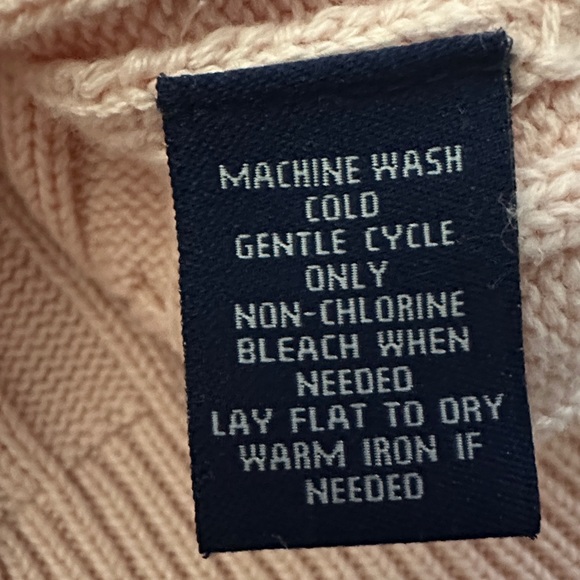 MACHINE WASH
COLD
GENTLE CYCLE
ONLY
NON-CHLORINE
BLEACH WHEN
NEEDED
LAY FLAT TO DRY
WARM IRON IF
NEEDED